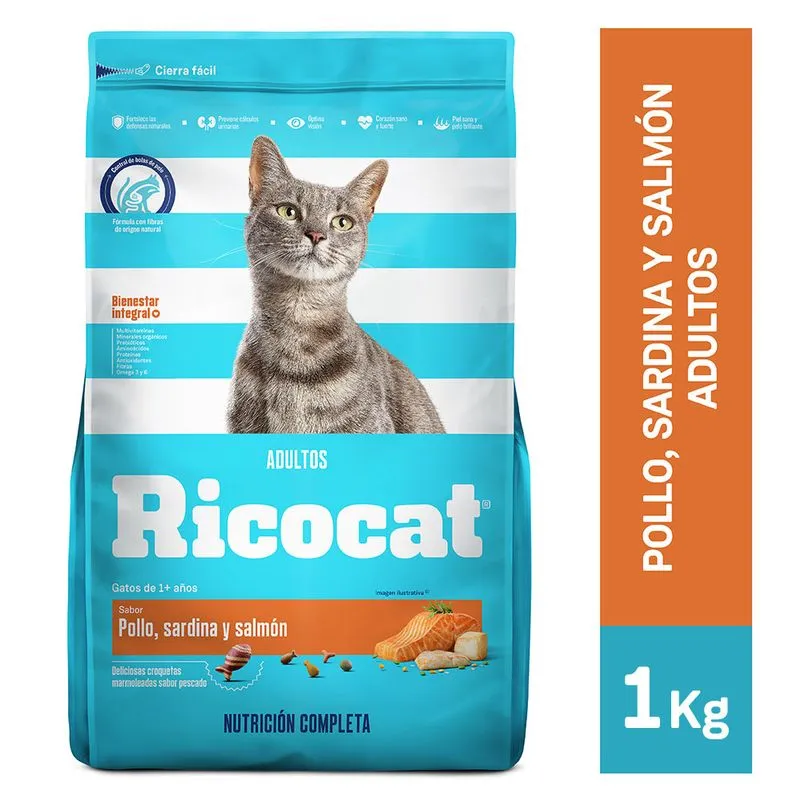 Cierra fácil
Fortalece las
defensas naturales
Previene cálculos
urinarios
Óptima
visión
Corazón sano
y fuerte
Piel sana y
pelo brillante
Control de bolas de pelo
Fórmula con fibras
de origen natural
Bienestar
integral
Multivitaminas
Minerales orgánicos
Prebióticos
Aminoácidos
Proteínas
Antioxidantes
Fibras
Omega 3 y 6
ADULTOS
Ricocat®
Gatos de 1+ años
Imagen ilustrativa
Sabor
Pollo, sardina y salmón
Deliciosas croquetas
marmoleadas sabor pescado
NUTRICIÓN COMPLETA
POLLO, SARDINA Y SALMÓN
ADULTOS
1Kg